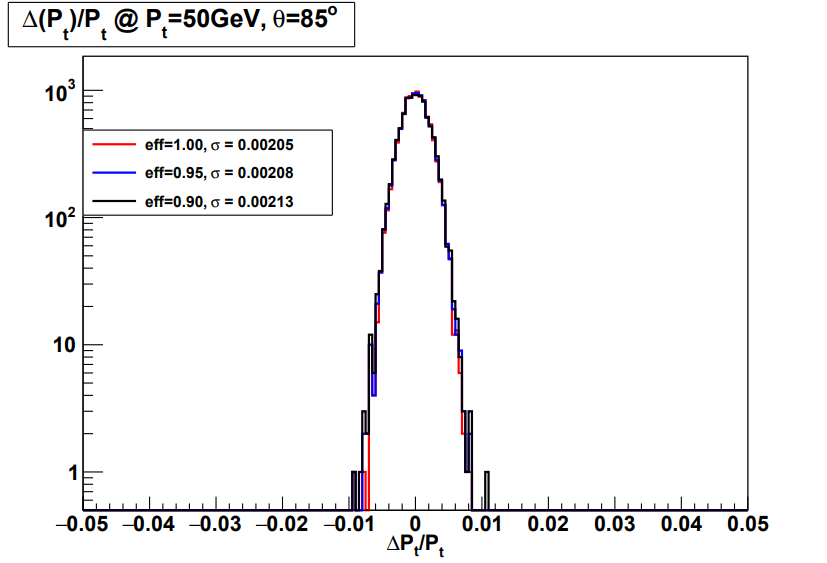 Δ(Pt)/Pt @ Pt=50GeV, θ=85°
10³
eff=1.00, σ = 0.00205
eff=0.95, σ = 0.00208
eff=0.90, σ = 0.00213
10²
10
1
−0.05 −0.04 −0.03 −0.02 −0.01 0 0.01 0.02 0.03 0.04 0.05
ΔPt/Pt